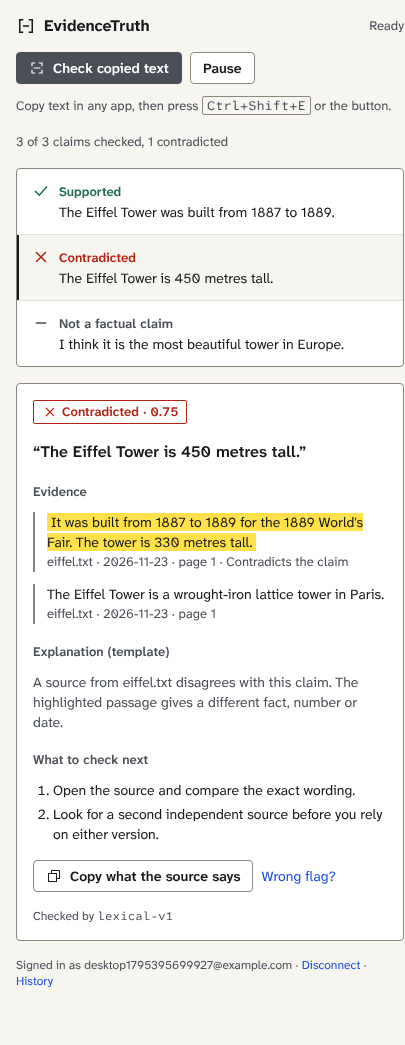 EvidenceTruth
Ready
Check copied text
Pause
Copy text in any app, then press Ctrl+Shift+E or the button.
3 of 3 claims checked, 1 contradicted
Supported
The Eiffel Tower was built from 1887 to 1889.
Contradicted
The Eiffel Tower is 450 metres tall.
Not a factual claim
I think it is the most beautiful tower in Europe.
Contradicted · 0.75
“The Eiffel Tower is 450 metres tall.”
Evidence
It was built from 1887 to 1889 for the 1889 World's
Fair. The tower is 330 metres tall.
eiffel.txt · 2026-11-23 · page 1 · Contradicts the claim
The Eiffel Tower is a wrought-iron lattice tower in Paris.
eiffel.txt · 2026-11-23 · page 1
Explanation (template)
A source from eiffel.txt disagrees with this claim. The
highlighted passage gives a different fact, number or
date.
What to check next
1. Open the source and compare the exact wording.
2. Look for a second independent source before you rely
on either version.
Copy what the source says
Wrong flag?
Checked by lexical-v1
Signed in as desktop1795395699927@example.com · Disconnect ·
History